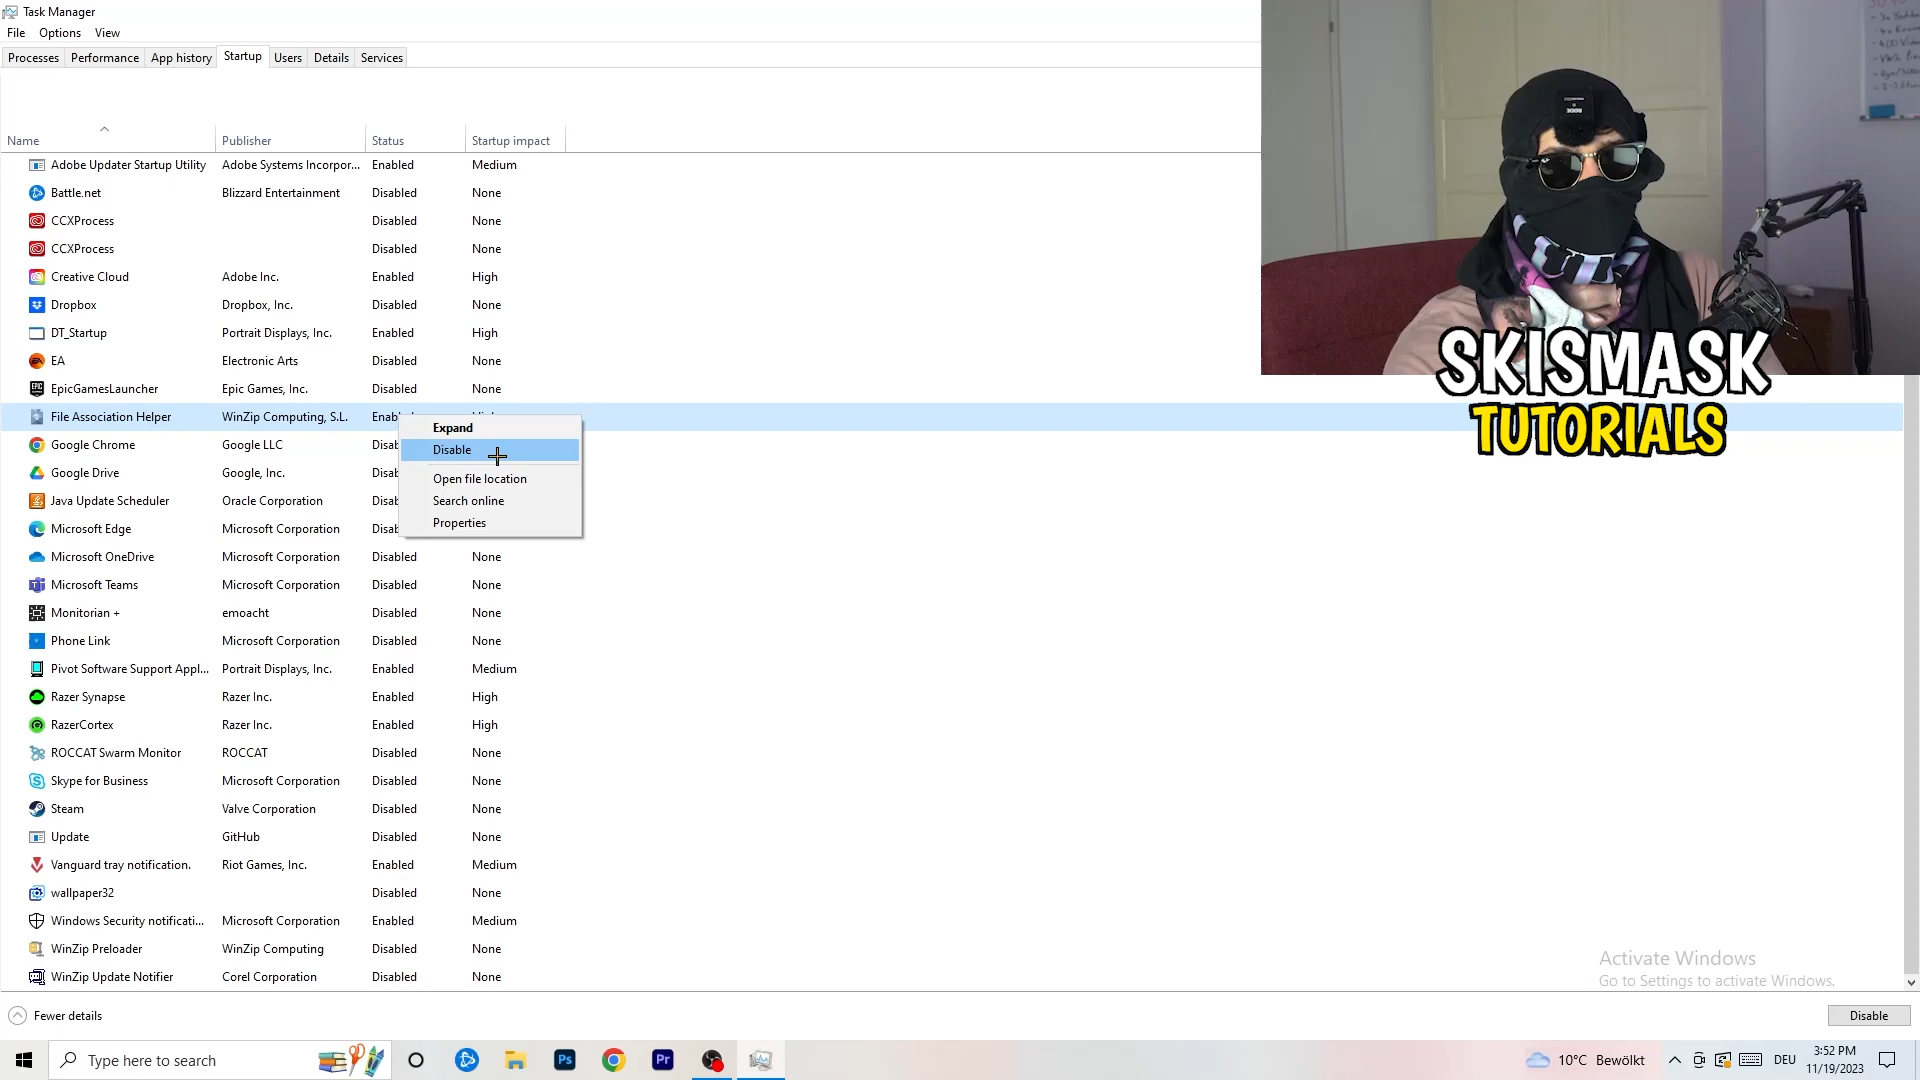 Task Manager
File Options View
Processes Performance App history Startup Users Details Services
Name Publisher Status Startup impact
Adobe Updater Startup Utility Adobe Systems Incorpor... Enabled Medium
Battle.net Blizzard Entertainment Disabled None
CCXProcess Disabled None
CCXProcess Disabled None
Creative Cloud Adobe Inc. Enabled High
Dropbox Dropbox, Inc. Disabled None
DT_Startup Portrait Displays, Inc. Enabled High
EA Electronic Arts Disabled None
EpicGamesLauncher Epic Games, Inc. Disabled None
File Association Helper WinZip Computing, S.L.
Google Chrome Google LLC
Google Drive Google, Inc.
Java Update Scheduler Oracle Corporation
Microsoft Edge Microsoft Corporation
Microsoft OneDrive Microsoft Corporation Disabled None
Microsoft Teams Microsoft Corporation Disabled None
Monitorian + emoacht Disabled None
Phone Link Microsoft Corporation Disabled None
Pivot Software Support Appl... Portrait Displays, Inc. Enabled Medium
Razer Synapse Razer Inc. Enabled High
RazerCortex Razer Inc. Enabled High
ROCCAT Swarm Monitor ROCCAT Disabled None
Skype for Business Microsoft Corporation Disabled None
Steam Valve Corporation Disabled None
Update GitHub Disabled None
Vanguard tray notification. Riot Games, Inc. Enabled Medium
wallpaper32 Disabled None
Windows Security notificati... Microsoft Corporation Enabled Medium
WinZip Preloader WinZip Computing Disabled None
WinZip Update Notifier Corel Corporation Disabled None
Expand
Disable
Open file location
Search online
Properties
SKISMASK
TUTORIALS
Activate Windows
Go to Settings to activate Windows.
Fewer details
Disable
Type here to search
Ps
Pr
10°C Bewölkt
DEU
3:52 PM
11/19/2023